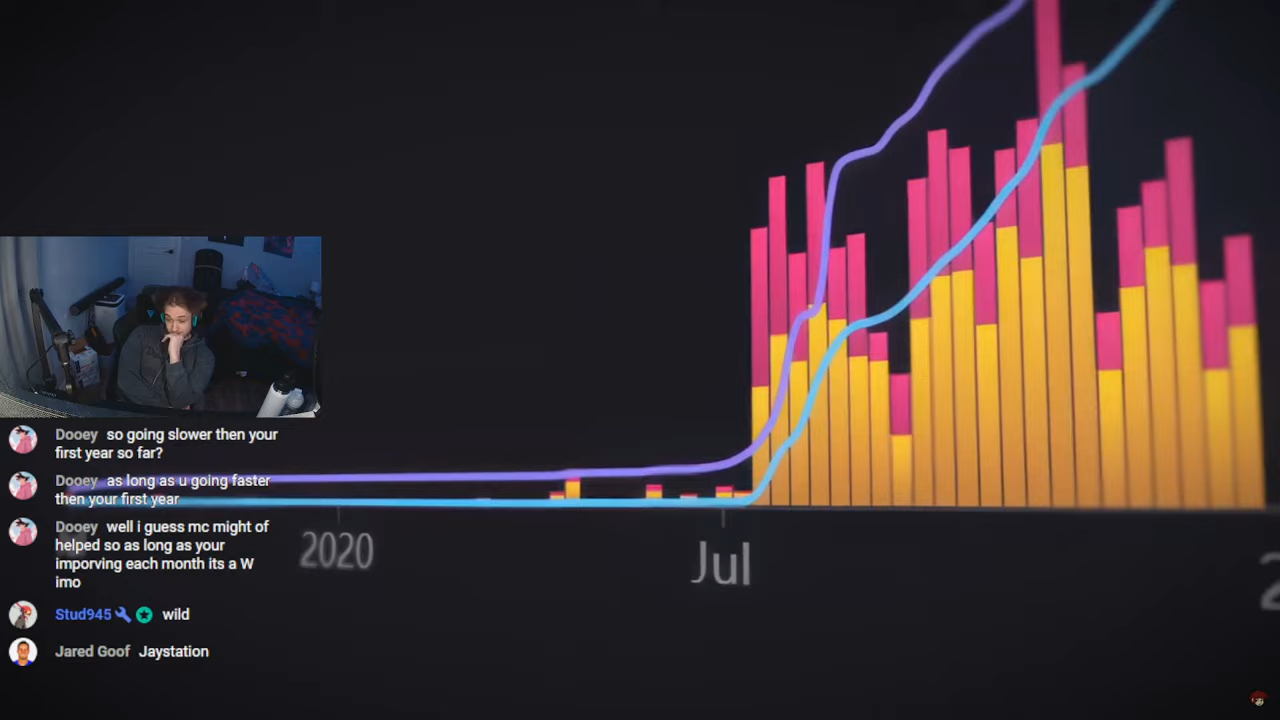 Dooey so going slower then your
first year so far?
Dooey as long as u going faster
then your first year
Dooey well i guess mc might of
helped so as long as your
imporving each month its a W
imo
Stud945 wild
Jared Goof Jaystation
2020
Jul